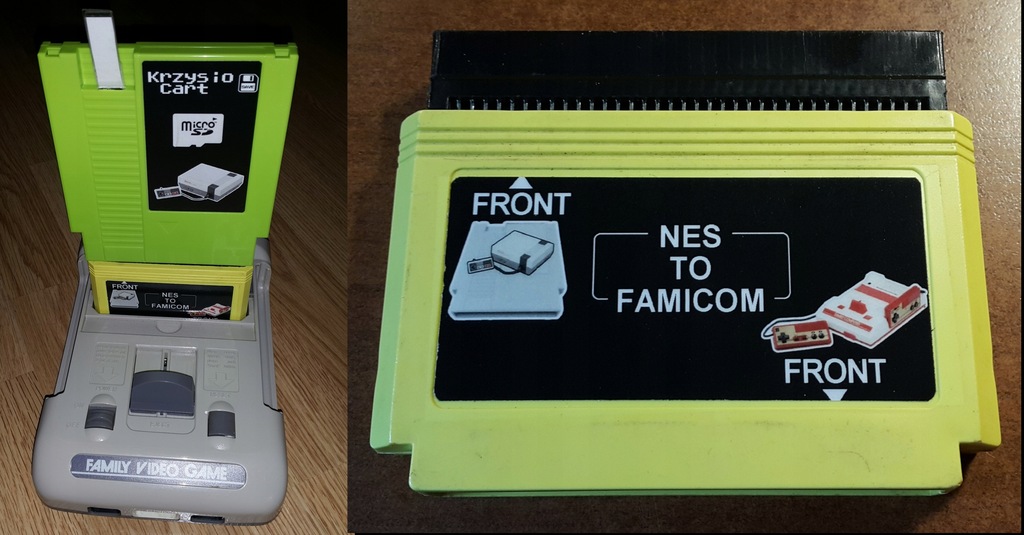 Krzysio
Cart
SAVE
micro
SD
FRONT
NES
TO
FAMICOM
FAMILY VIDEO GAME
FRONT
NES
TO
FAMICOM
FRONT